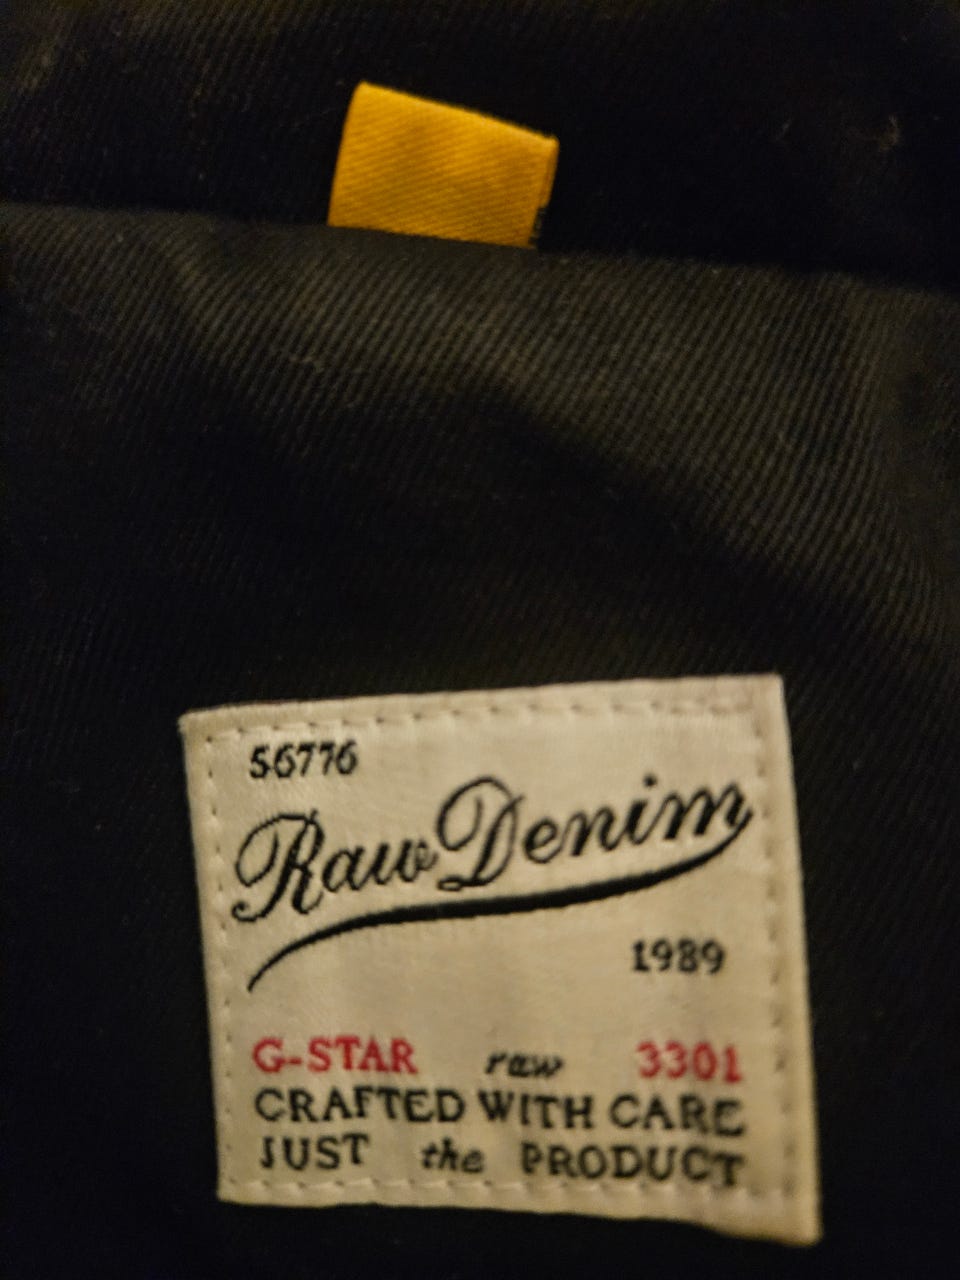 56776
Raw Denim
1989
G-STAR raw 3301
CRAFTED WITH CARE
JUST the PRODUCT